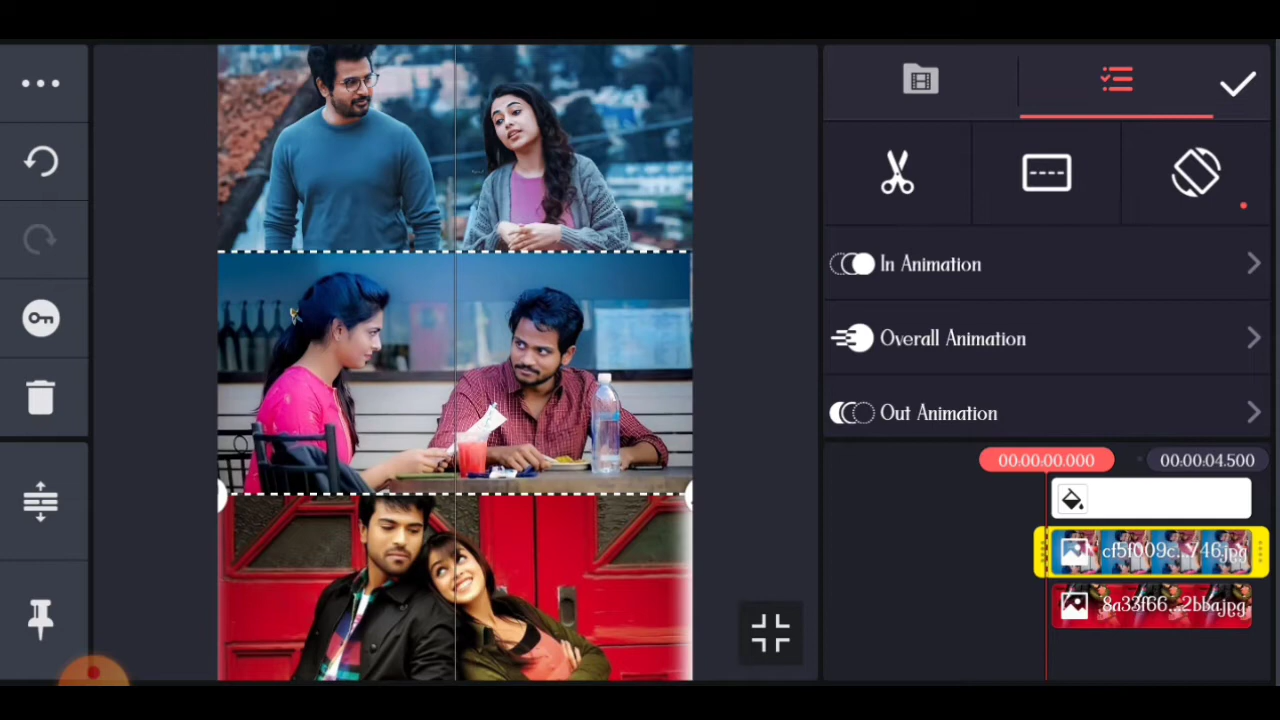 In Animation
Overall Animation
Out Animation
00:00:00.000
00:00:04.500
cf5f009c...746.jpg
8a33f66...2bba.jpg